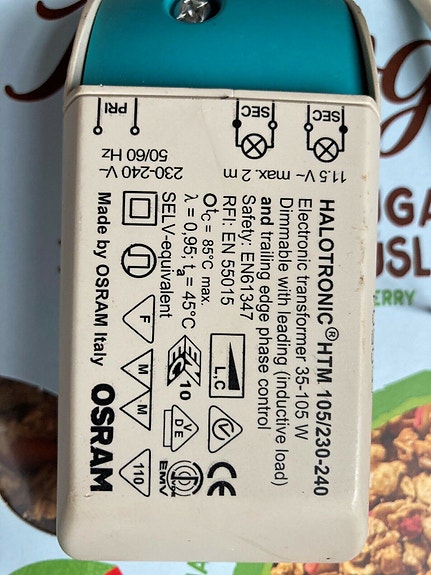 HALOTRONIC® HTM 105/230-240
Electronic transformer 35-105 W
Dimmable with leading (inductive load)
and trailing edge phase control
Safety: EN61347
RFI: EN 55015
tc = 85°C max.
λ = 0,95; ta = 45°C
SELV-equivalent
Made by OSRAM Italy
OSRAM
PRI
230-240 V~
50/60 Hz
SEC
SEC
11.5 V~ max. 2 m
L,C
F
M M
110
10
VDE
EMV
CE
ERRY